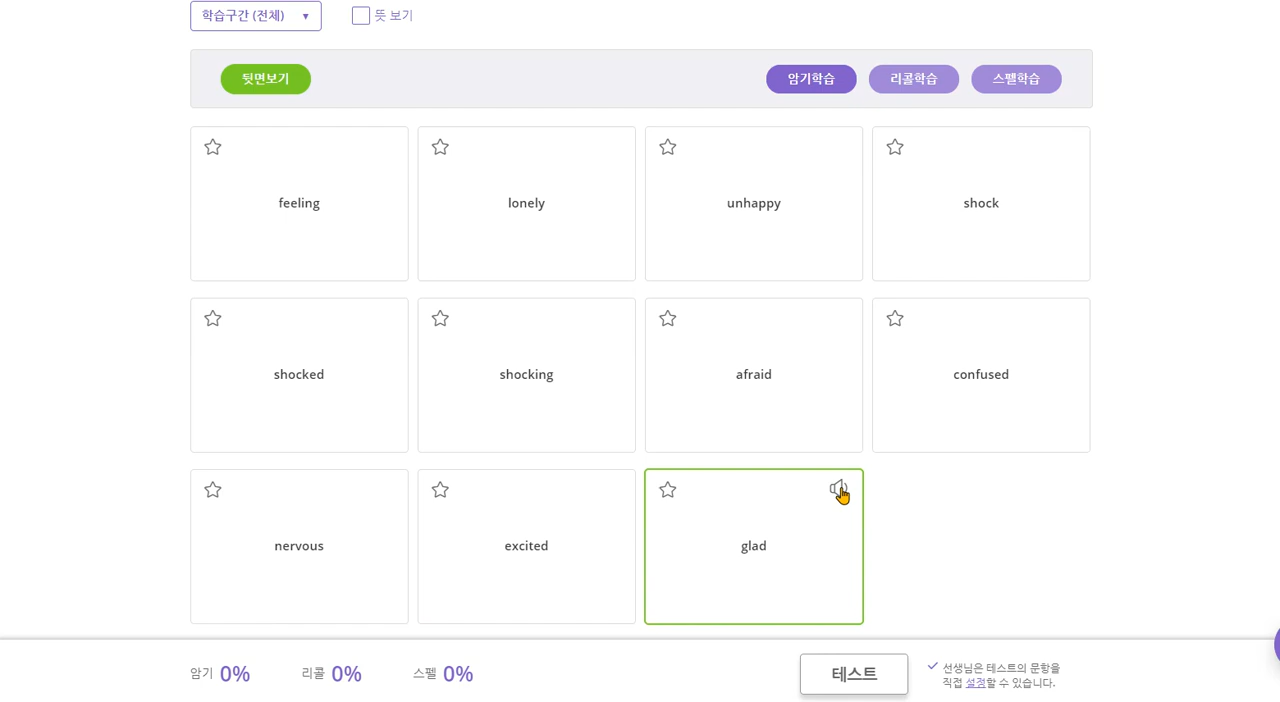 학습구간 (전체) ▼ 뜻 보기
뒷면보기 암기학습 리콜학습 스펠학습
feeling lonely unhappy shock
shocked shocking afraid confused
nervous excited glad
암기 0% 리콜 0% 스펠 0% 테스트
선생님은 테스트의 문항을
직접 설정할 수 있습니다.